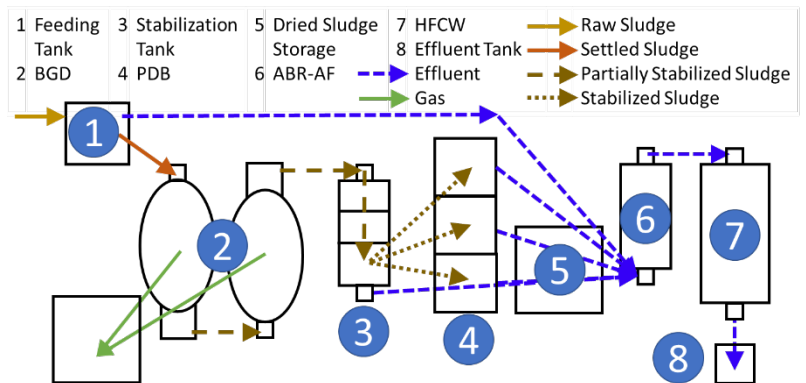 1 Feeding Tank
2 BGD
3 Stabilization Tank
4 PDB
5 Dried Sludge Storage
6 ABR-AF
7 HFCW
8 Effluent Tank
Effluent
Gas
Raw Sludge
Settled Sludge
Partially Stabilized Sludge
Stabilized Sludge
1
2
3
4
5
6
7
8